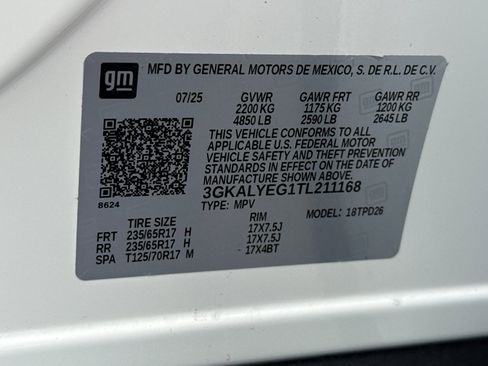 gm
MFD BY GENERAL MOTORS DE MEXICO, S. DE R.L. DE C.V.
07/25 GVWR GAWR FRT GAWR RR
2200 KG 1175 KG 1200 KG
4850 LB 2590 LB 2645 LB
THIS VEHICLE CONFORMS TO ALL
APPLICABLE U.S. FEDERAL MOTOR
VEHICLE SAFETY AND THEFT PREVENTION
STANDARDS IN EFFECT ON THE DATE OF
MANUFACTURE SHOWN ABOVE.
3GKALYEG1TL211168
8624 TYPE: MPV MODEL: 18TPD26
TIRE SIZE RIM
FRT 235/65R17 H 17X7.5J
RR 235/65R17 H 17X7.5J
SPA T125/70R17 M 17X4BT